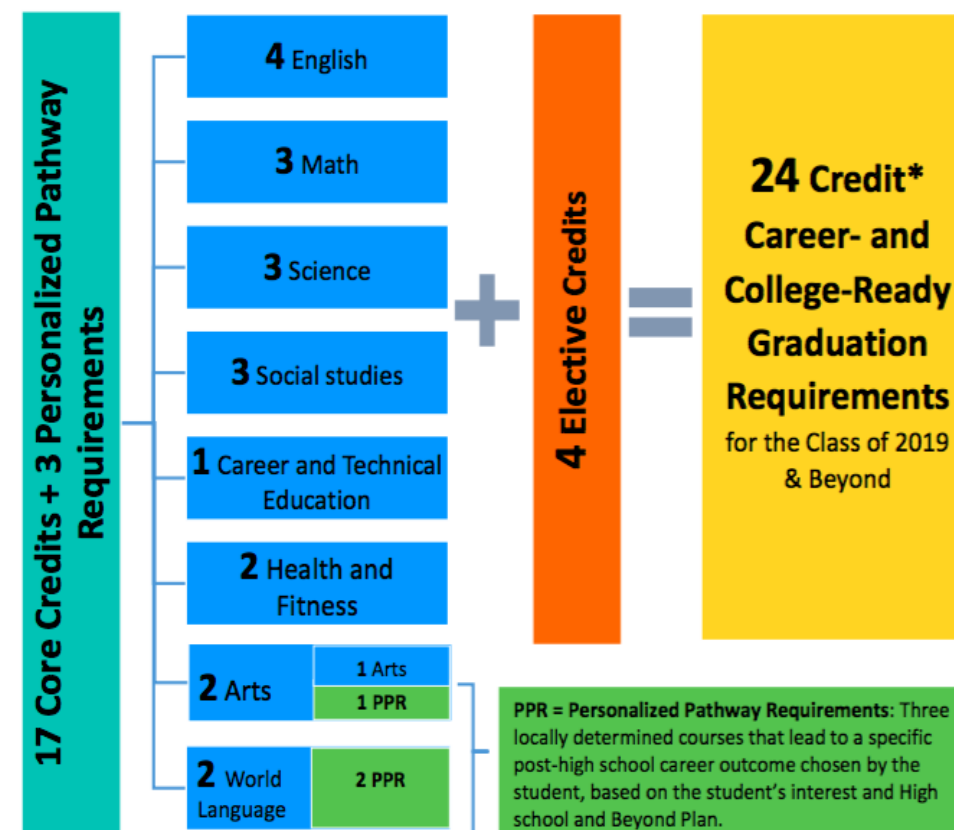 17 Core Credits + 3 Personalized Pathway
Requirements
4 English
3 Math
3 Science
3 Social studies
1 Career and Technical
Education
2 Health and
Fitness
2 Arts
1 Arts
1 PPR
2 World
Language
2 PPR
+
4 Elective Credits
=
24 Credit*
Career- and
College-Ready
Graduation
Requirements
for the Class of 2019
& Beyond
PPR = Personalized Pathway Requirements: Three
locally determined courses that lead to a specific
post-high school career outcome chosen by the
student, based on the student's interest and High
school and Beyond Plan.